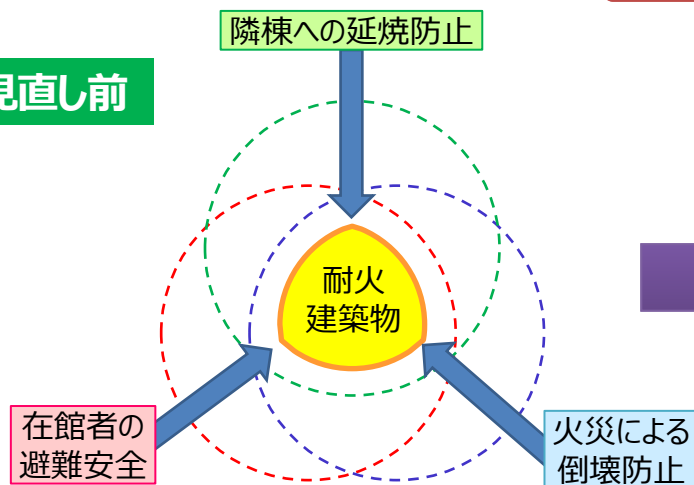 隣棟への延焼防止
見直し前
耐火
建築物
在館者の
避難安全
火災による
倒壊防止